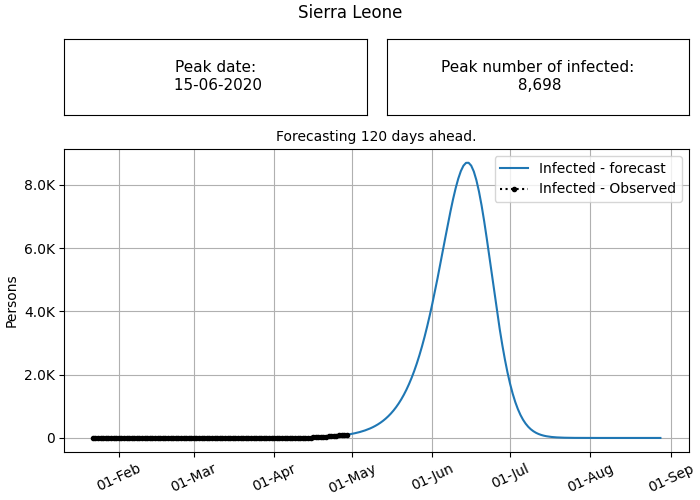 Sierra Leone
Peak date:
15-06-2020
Peak number of infected:
8,698
Forecasting 120 days ahead.
Infected - forecast
Infected - Observed
8.0K
6.0K
4.0K
2.0K
0
Persons
01-Feb
01-Mar
01-Apr
01-May
01-Jun
01-Jul
01-Aug
01-Sep